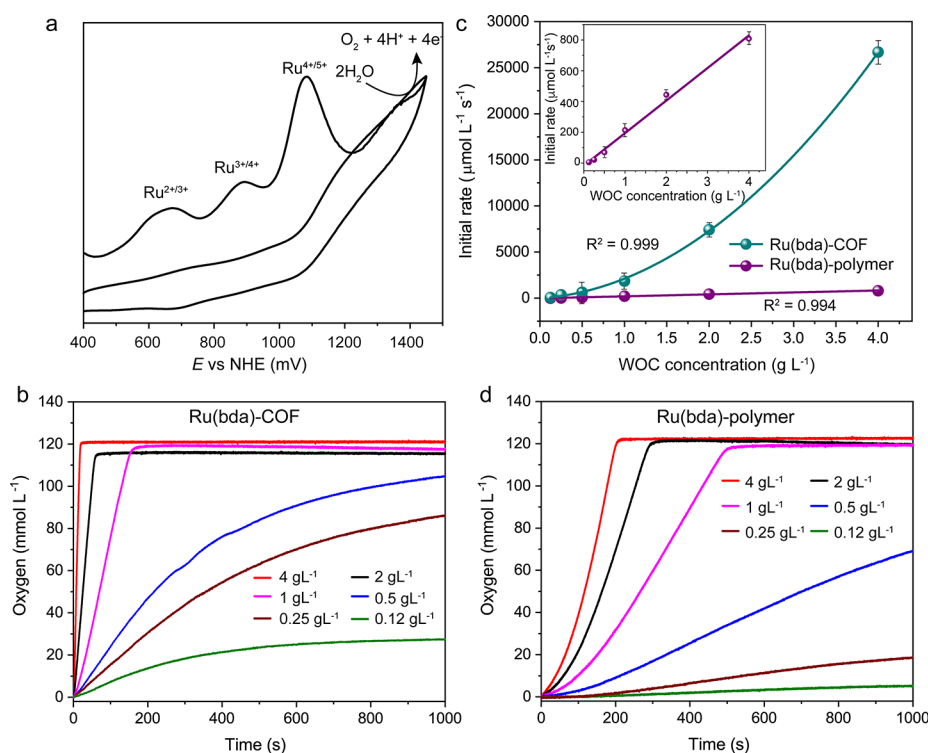 a
O₂ + 4H⁺ + 4e⁻
2H₂O
Ru⁴⁺/⁵⁺
Ru³⁺/⁴⁺
Ru²⁺/³⁺
400 600 800 1000 1200 1400
E vs NHE (mV)
c
30000
25000
20000
15000
10000
5000
0
Initial rate (μmol L⁻¹ s⁻¹)
800
600
400
200
0
Initial rate (μmol L⁻¹s⁻¹)
0 1 2 3 4
WOC concentration (g L⁻¹)
R² = 0.999
Ru(bda)-COF
Ru(bda)-polymer
R² = 0.994
0.0 0.5 1.0 1.5 2.0 2.5 3.0 3.5 4.0
WOC concentration (g L⁻¹)
b
Ru(bda)-COF
140
120
100
80
60
40
20
0
Oxygen (mmol L⁻¹)
4 gL⁻¹ 2 gL⁻¹
1 gL⁻¹ 0.5 gL⁻¹
0.25 gL⁻¹ 0.12 gL⁻¹
0 200 400 600 800 1000
Time (s)
d
Ru(bda)-polymer
140
120
100
80
60
40
20
0
Oxygen (mmol L⁻¹)
4 gL⁻¹ 2 gL⁻¹
1 gL⁻¹ 0.5 gL⁻¹
0.25 gL⁻¹ 0.12 gL⁻¹
0 200 400 600 800 1000
Time (s)